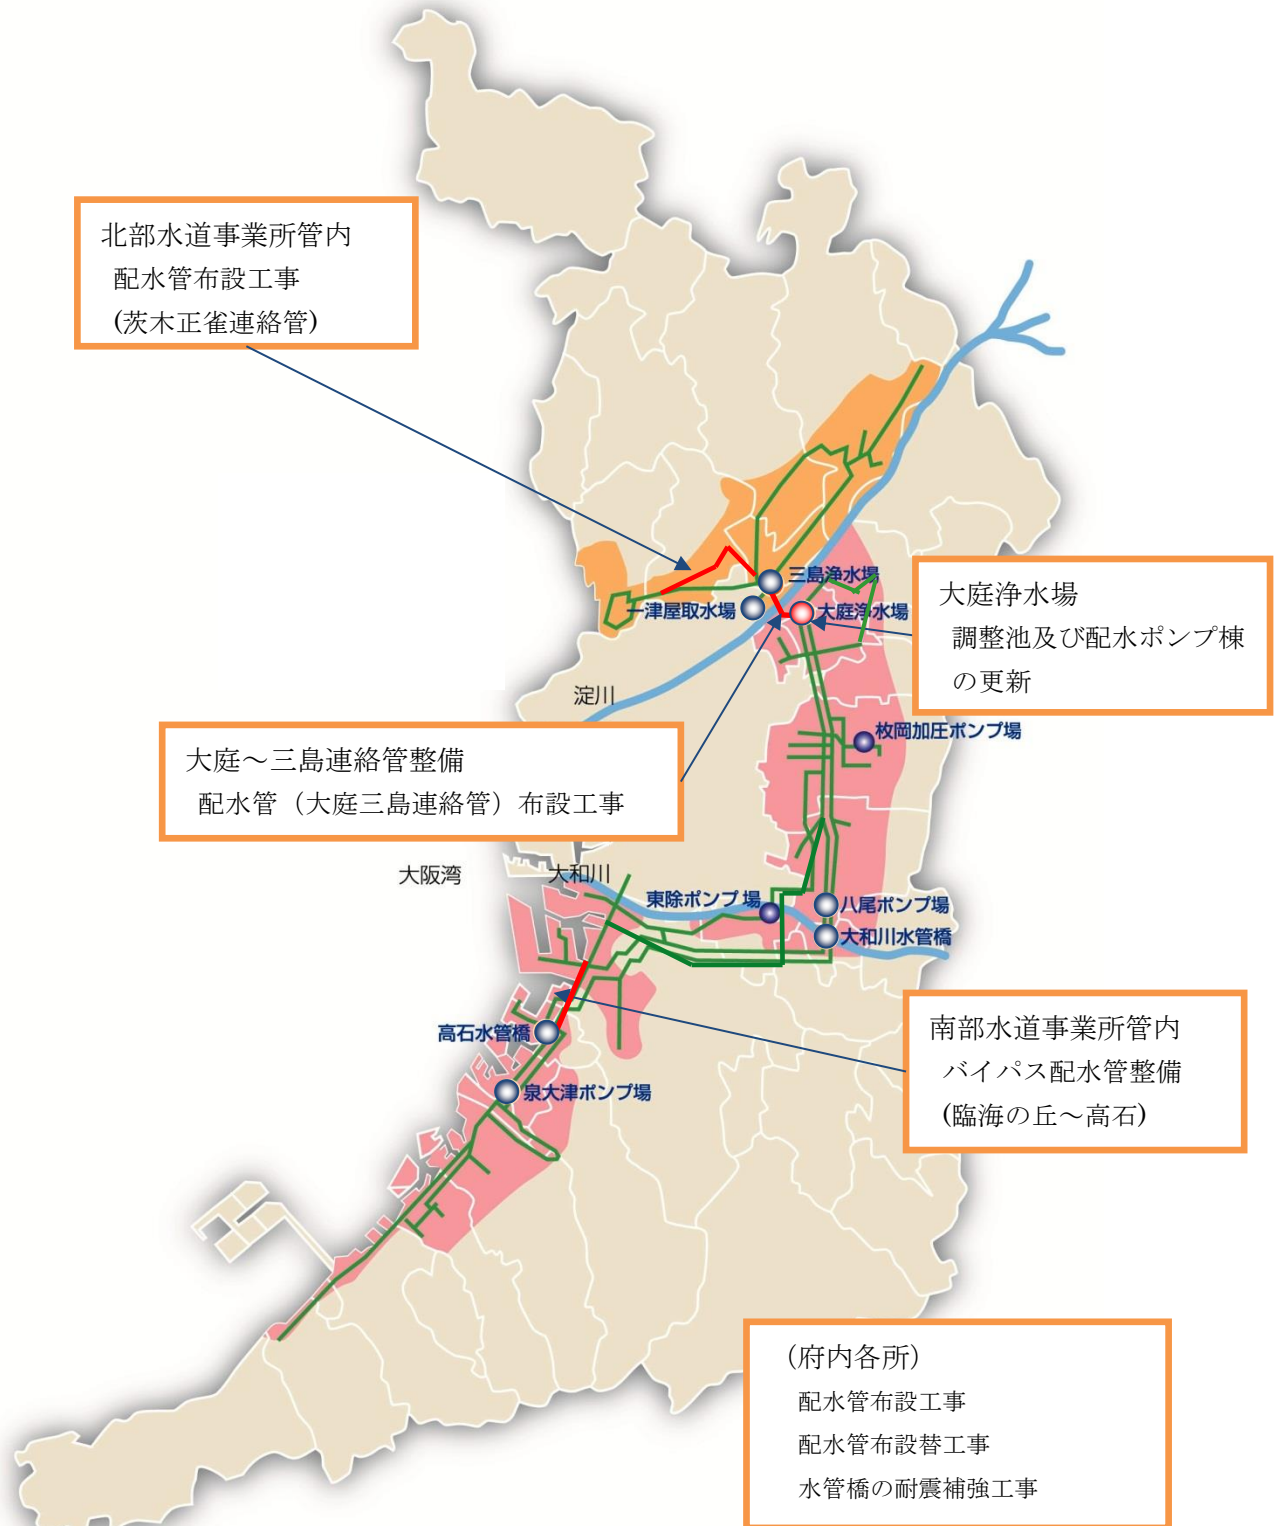 北部水道事業所管内
配水管布設工事
(茨木正雀連絡管)
三島浄水場
一津屋取水場
大庭浄水場
大庭浄水場
調整池及び配水ポンプ棟
の更新
淀川
枚岡加圧ポンプ場
大庭～三島連絡管整備
配水管（大庭三島連絡管）布設工事
大阪湾
大和川
東除ポンプ場
八尾ポンプ場
大和川水管橋
南部水道事業所管内
バイパス配水管整備
(臨海の丘～高石)
高石水管橋
泉大津ポンプ場
（府内各所）
配水管布設工事
配水管布設替工事
水管橋の耐震補強工事